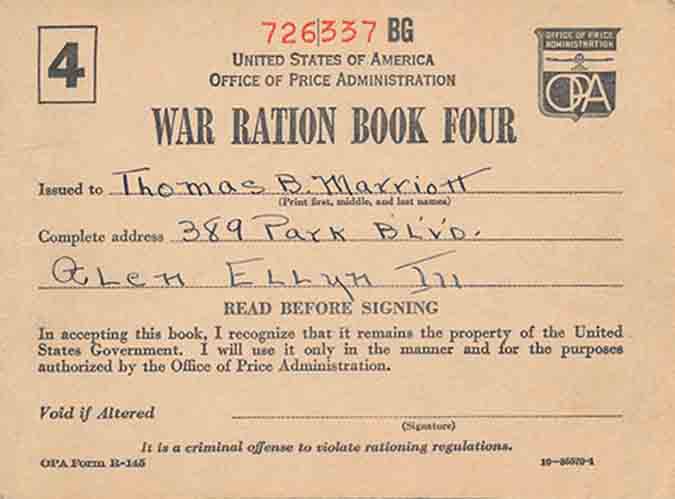 4
726337 BG
OFFICE OF PRICE
ADMINISTRATION
OPA
UNITED STATES OF AMERICA
OFFICE OF PRICE ADMINISTRATION
WAR RATION BOOK FOUR
Issued to Thomas B. Marriott
(Print first, middle, and last names)
Complete address 389 Park BLVD.
Glen Ellyn Ill
READ BEFORE SIGNING
In accepting this book, I recognize that it remains the property of the United
States Government. I will use it only in the manner and for the purposes
authorized by the Office of Price Administration.
Void if Altered
(Signature)
It is a criminal offense to violate rationing regulations.
OPA Form R-145
16—35570-1